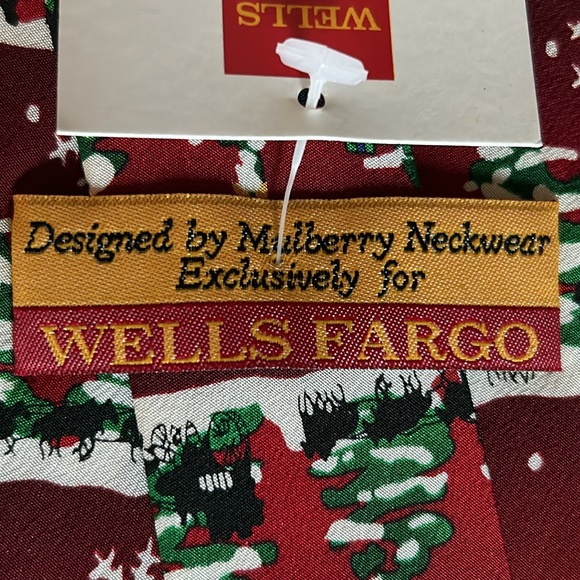 WELLS
Designed by Mulberry Neckwear
Exclusively for
WELLS FARGO